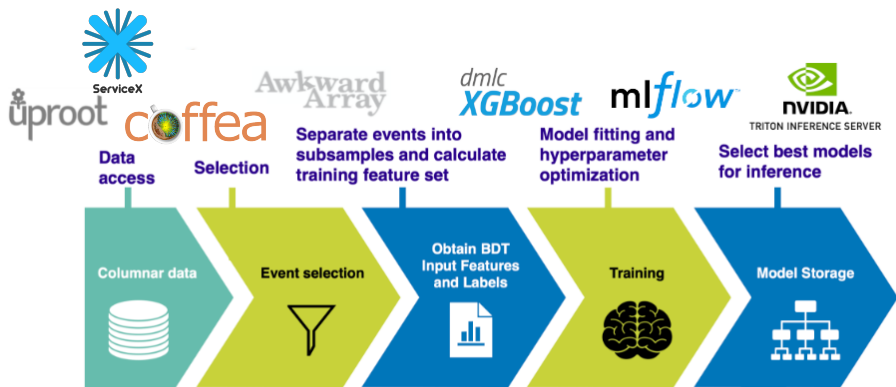 ServiceX
uproot
coffea
Awkward
Array
dmlc
XGBoost
mlflow™
NVIDIA.
TRITON INFERENCE SERVER
Data
access
Selection
Separate events into
subsamples and calculate
training feature set
Model fitting and
hyperparameter
optimization
Select best models
for inference
Columnar data
Event selection
Obtain BDT
Input Features
and Labels
Training
Model Storage